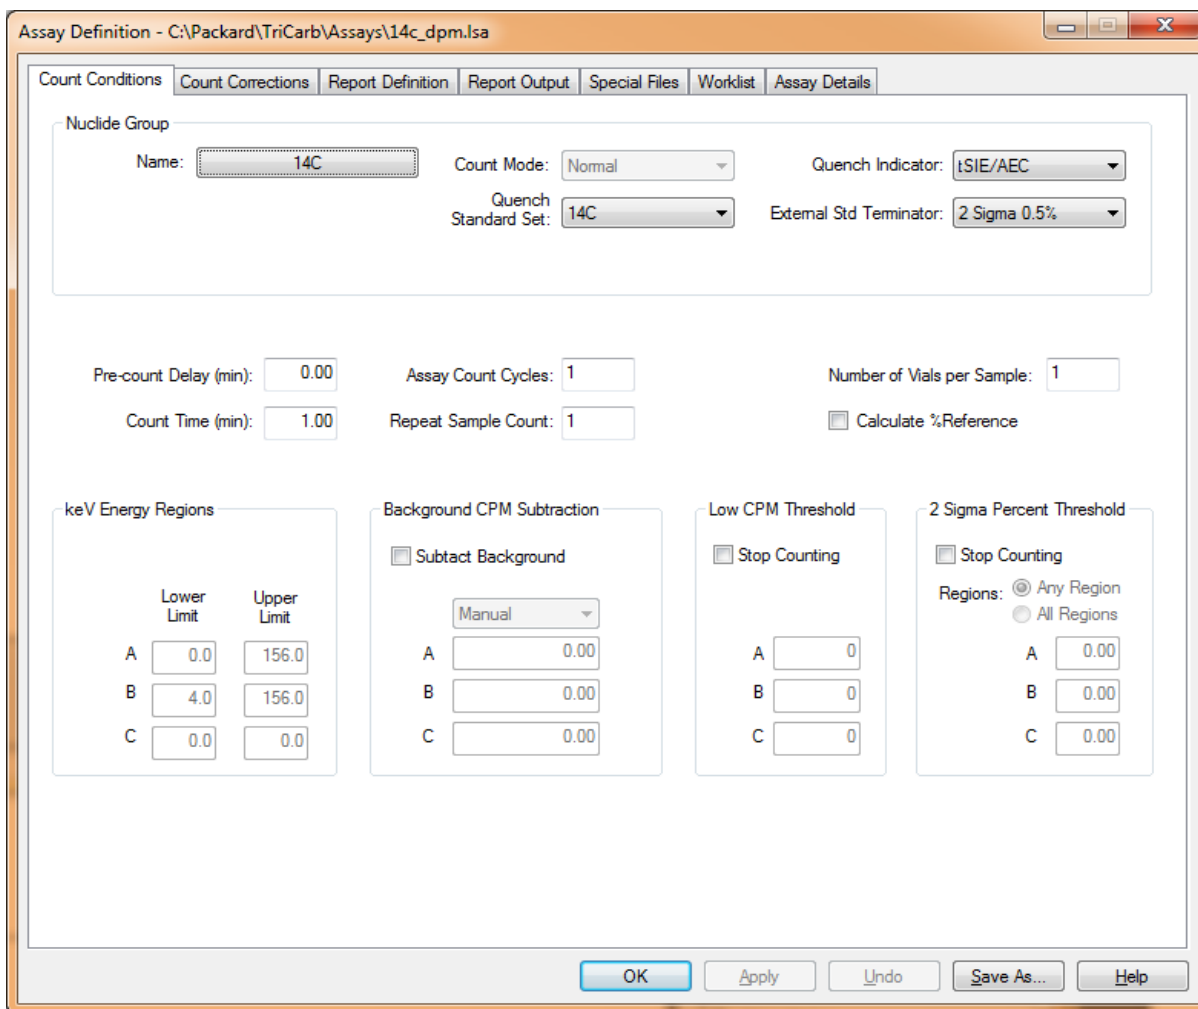 Assay Definition - C:\Packard\TriCarb\Assays\14c_dpm.lsa
Count Conditions Count Corrections Report Definition Report Output Special Files Worklist Assay Details
Nuclide Group
Name: 14C Count Mode: Normal Quench Indicator: tSIE/AEC
Quench
Standard Set: 14C External Std Terminator: 2 Sigma 0.5%
Pre-count Delay (min): 0.00 Assay Count Cycles: 1 Number of Vials per Sample: 1
Count Time (min): 1.00 Repeat Sample Count: 1 Calculate %Reference
keV Energy Regions
Lower
Limit
Upper
Limit
A 0.0 156.0
B 4.0 156.0
C 0.0 0.0
Background CPM Subtraction
Subtact Background
Manual
A 0.00
B 0.00
C 0.00
Low CPM Threshold
Stop Counting
A 0
B 0
C 0
2 Sigma Percent Threshold
Stop Counting
Regions: Any Region
All Regions
A 0.00
B 0.00
C 0.00
OK Apply Undo Save As... Help